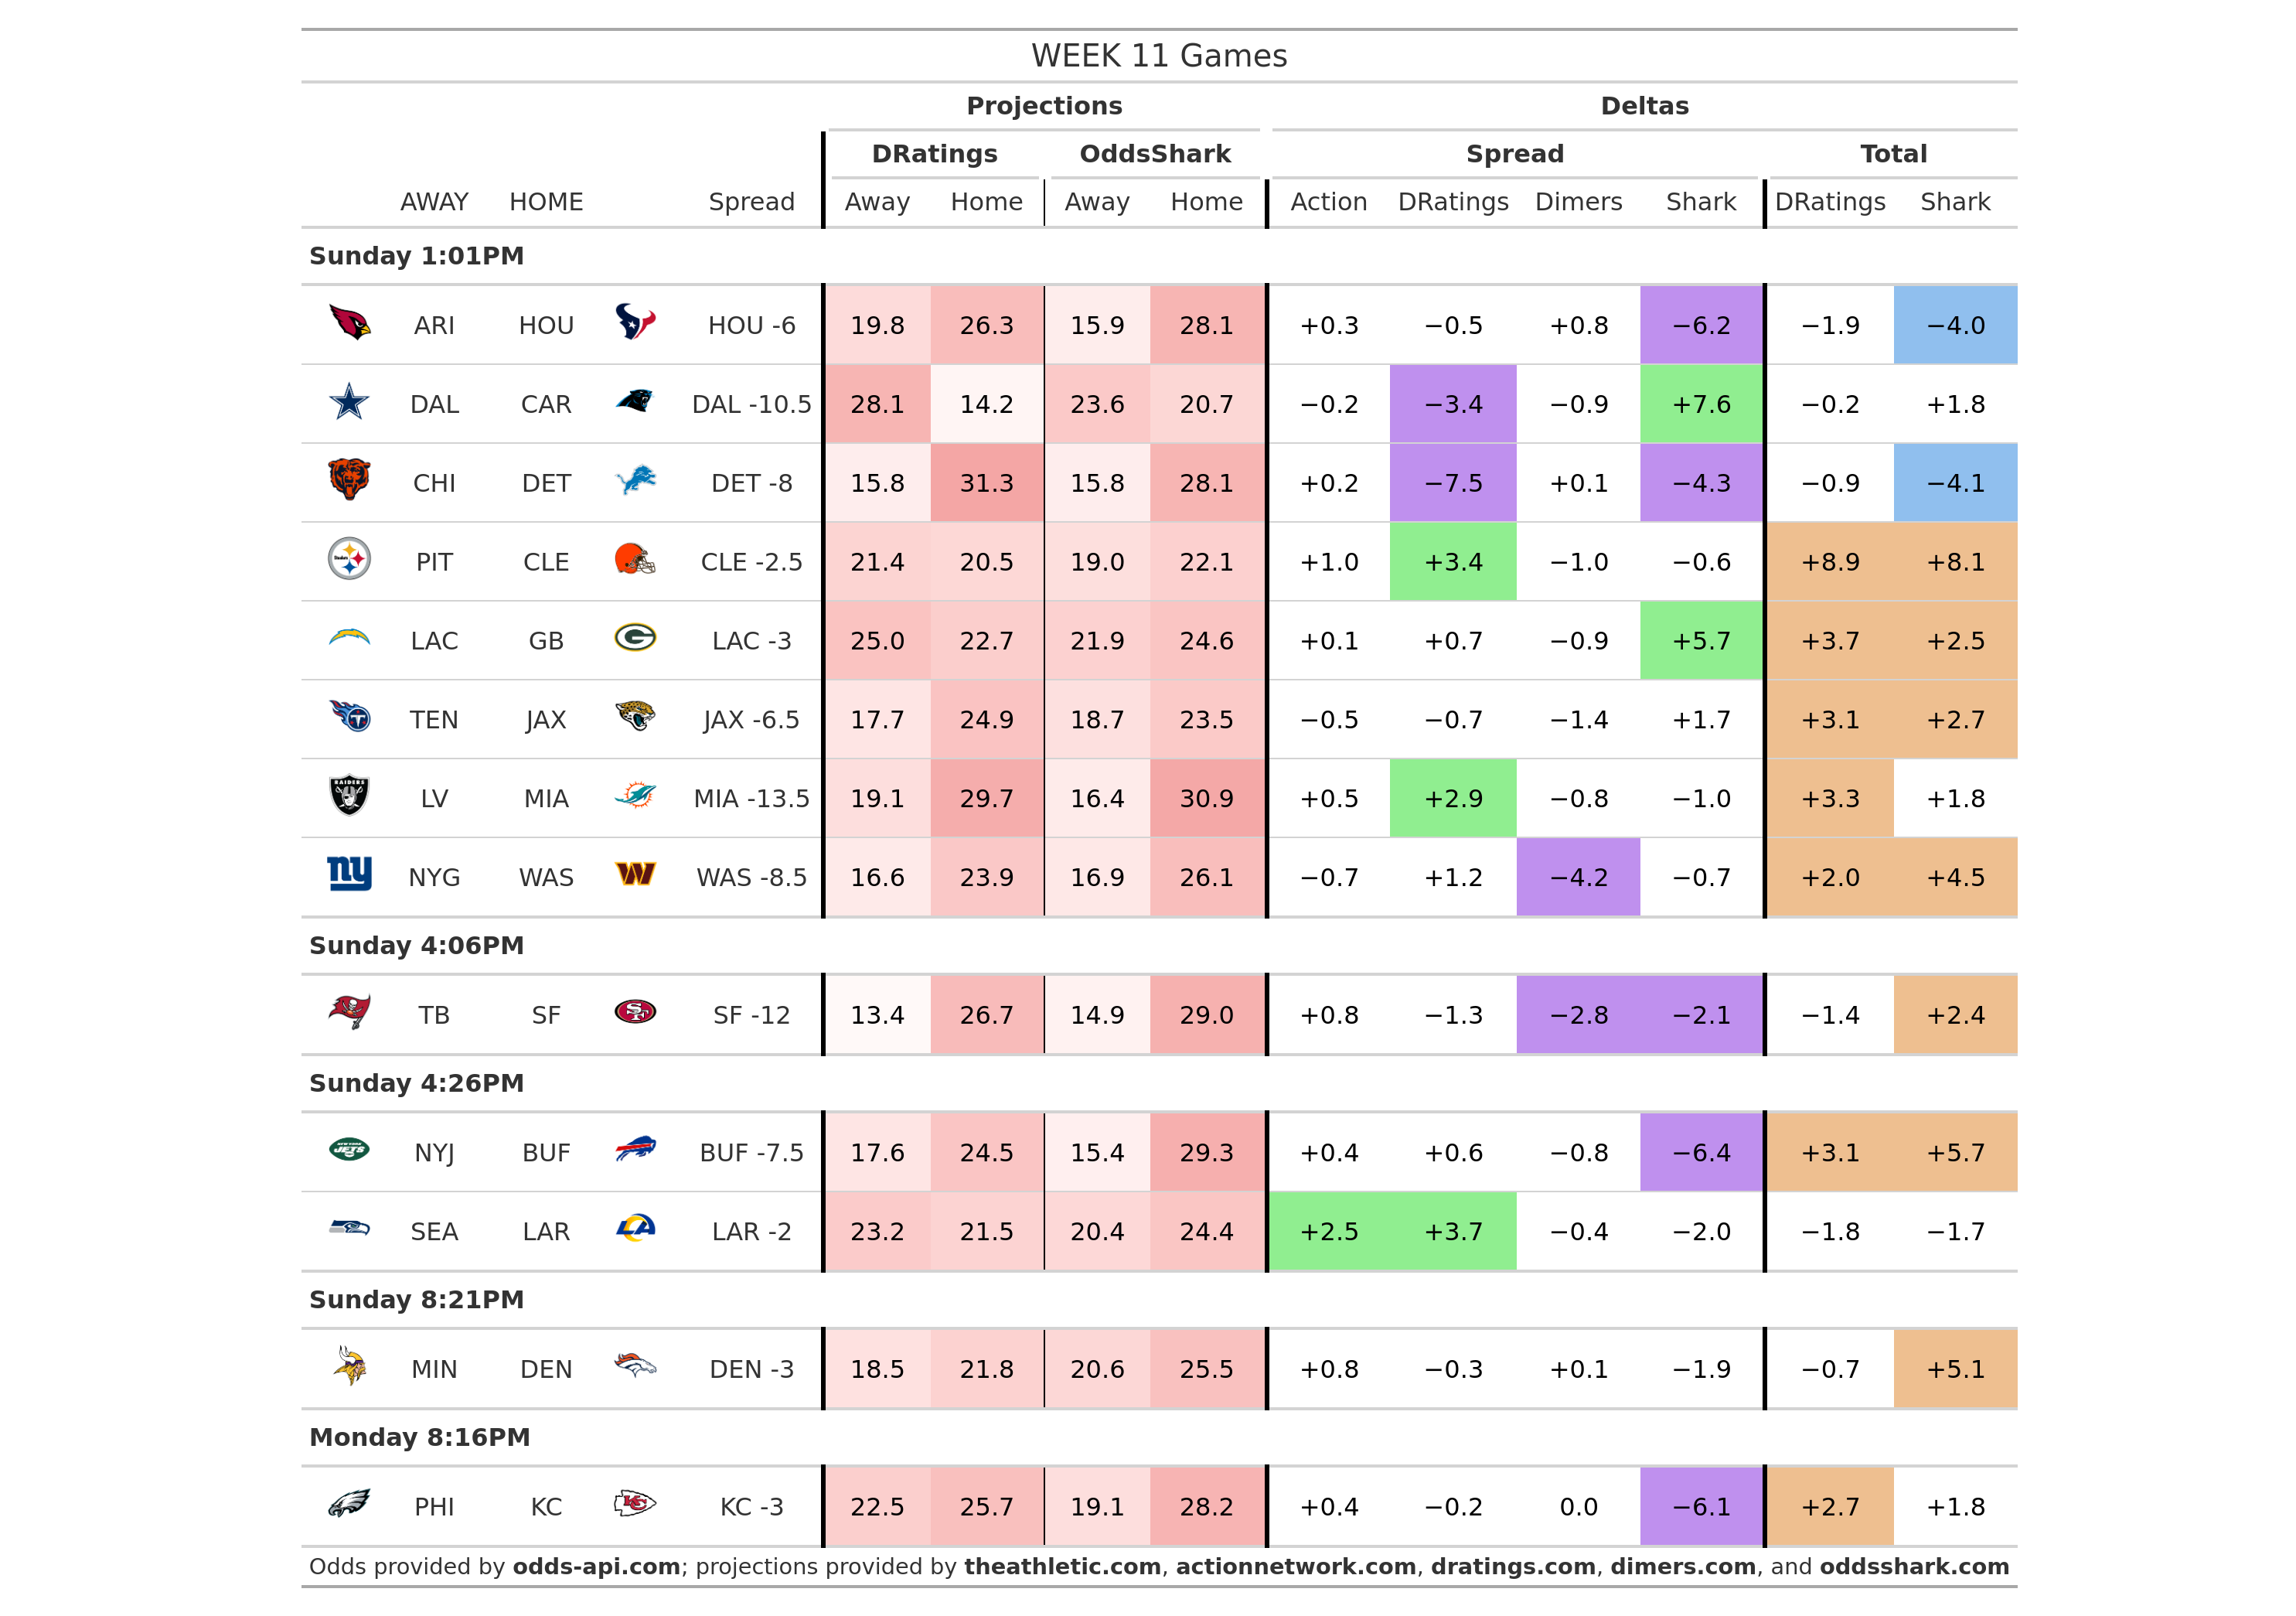 WEEK 11 Games
Projections Deltas
DRatings OddsShark Spread Total
AWAY HOME Spread Away Home Away Home Action DRatings Dimers Shark DRatings Shark
Sunday 1:01PM
ARI HOU HOU -6 19.8 26.3 15.9 28.1 +0.3 −0.5 +0.8 −6.2 −1.9 −4.0
DAL CAR DAL -10.5 28.1 14.2 23.6 20.7 −0.2 −3.4 −0.9 +7.6 −0.2 +1.8
CHI DET DET -8 15.8 31.3 15.8 28.1 +0.2 −7.5 +0.1 −4.3 −0.9 −4.1
PIT CLE CLE -2.5 21.4 20.5 19.0 22.1 +1.0 +3.4 −1.0 −0.6 +8.9 +8.1
LAC GB LAC -3 25.0 22.7 21.9 24.6 +0.1 +0.7 −0.9 +5.7 +3.7 +2.5
TEN JAX JAX -6.5 17.7 24.9 18.7 23.5 −0.5 −0.7 −1.4 +1.7 +3.1 +2.7
LV MIA MIA -13.5 19.1 29.7 16.4 30.9 +0.5 +2.9 −0.8 −1.0 +3.3 +1.8
NYG WAS WAS -8.5 16.6 23.9 16.9 26.1 −0.7 +1.2 −4.2 −0.7 +2.0 +4.5
Sunday 4:06PM
TB SF SF -12 13.4 26.7 14.9 29.0 +0.8 −1.3 −2.8 −2.1 −1.4 +2.4
Sunday 4:26PM
NYJ BUF BUF -7.5 17.6 24.5 15.4 29.3 +0.4 +0.6 −0.8 −6.4 +3.1 +5.7
SEA LAR LAR -2 23.2 21.5 20.4 24.4 +2.5 +3.7 −0.4 −2.0 −1.8 −1.7
Sunday 8:21PM
MIN DEN DEN -3 18.5 21.8 20.6 25.5 +0.8 −0.3 +0.1 −1.9 −0.7 +5.1
Monday 8:16PM
PHI KC KC -3 22.5 25.7 19.1 28.2 +0.4 −0.2 0.0 −6.1 +2.7 +1.8
Odds provided by odds-api.com; projections provided by theathletic.com, actionnetwork.com, dratings.com, dimers.com, and oddsshark.com